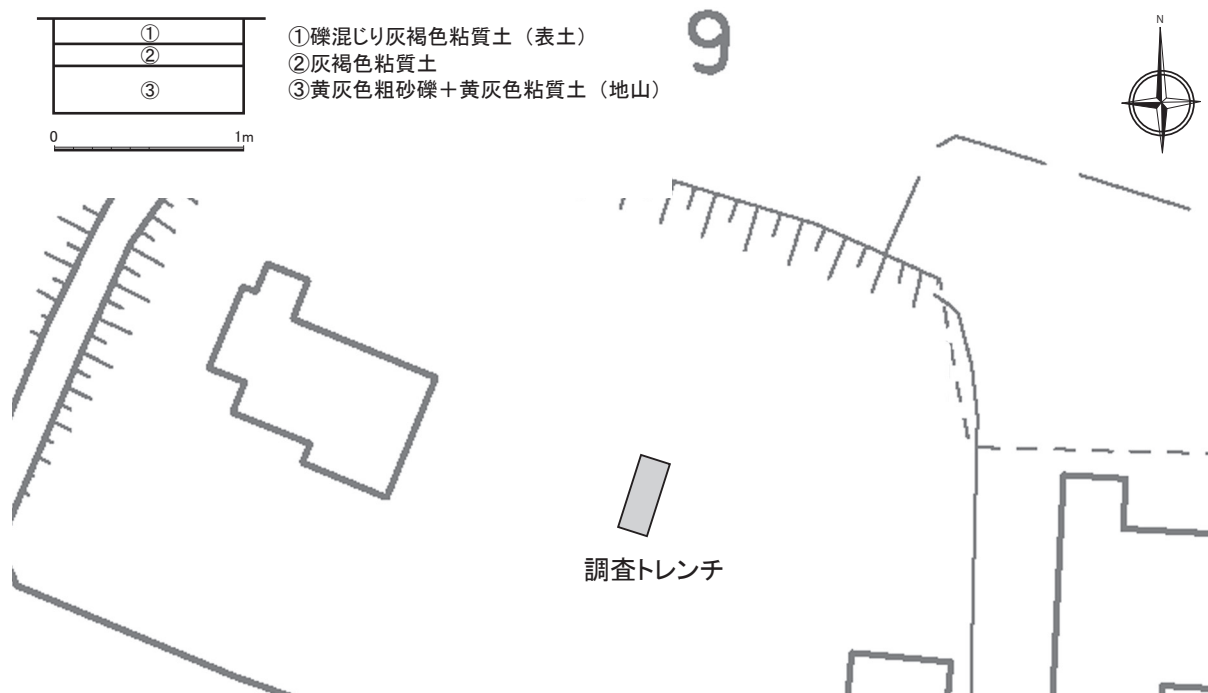 ①
②
③
①礫混じり灰褐色粘質土（表土）
②灰褐色粘質土
③黄灰色粗砂礫＋黄灰色粘質土（地山）
0 1m
9
N
調査トレンチ